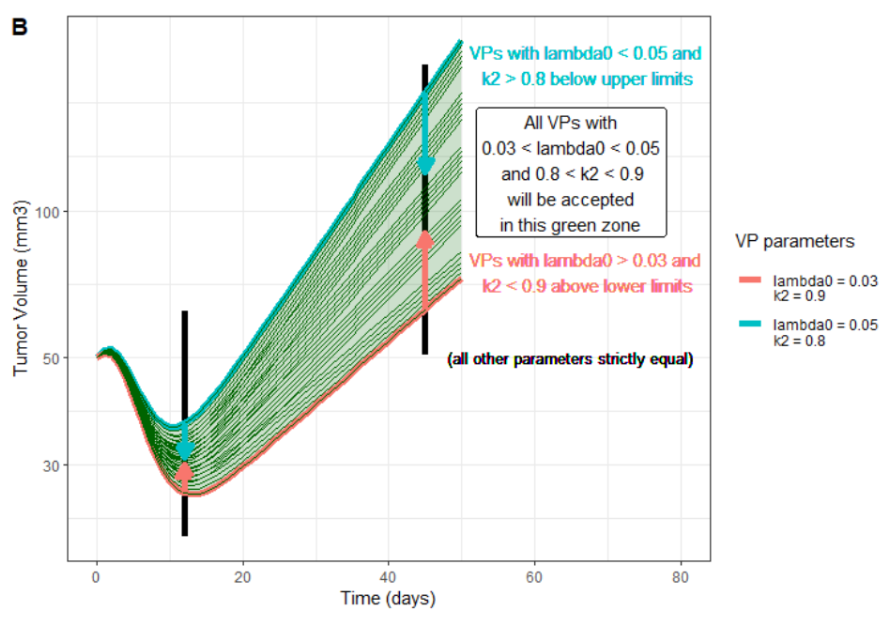 B
VPs with lambda0 < 0.05 and
k2 > 0.8 below upper limits
All VPs with
0.03 < lambda0 < 0.05
and 0.8 < k2 < 0.9
will be accepted
in this green zone
VPs with lambda0 > 0.03 and
k2 < 0.9 above lower limits
(all other parameters strictly equal)
Tumor Volume (mm3)
100
50
30
0
20
40
60
80
Time (days)
VP parameters
lambda0 = 0.03
k2 = 0.9
lambda0 = 0.05
k2 = 0.8